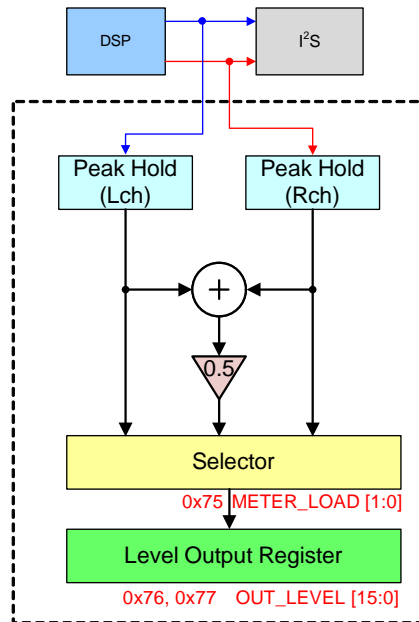 DSP
I²S
Peak Hold
(Lch)
Peak Hold
(Rch)
+
0.5
Selector
0x75 METER_LOAD [1:0]
Level Output Register
0x76, 0x77 OUT_LEVEL [15:0]